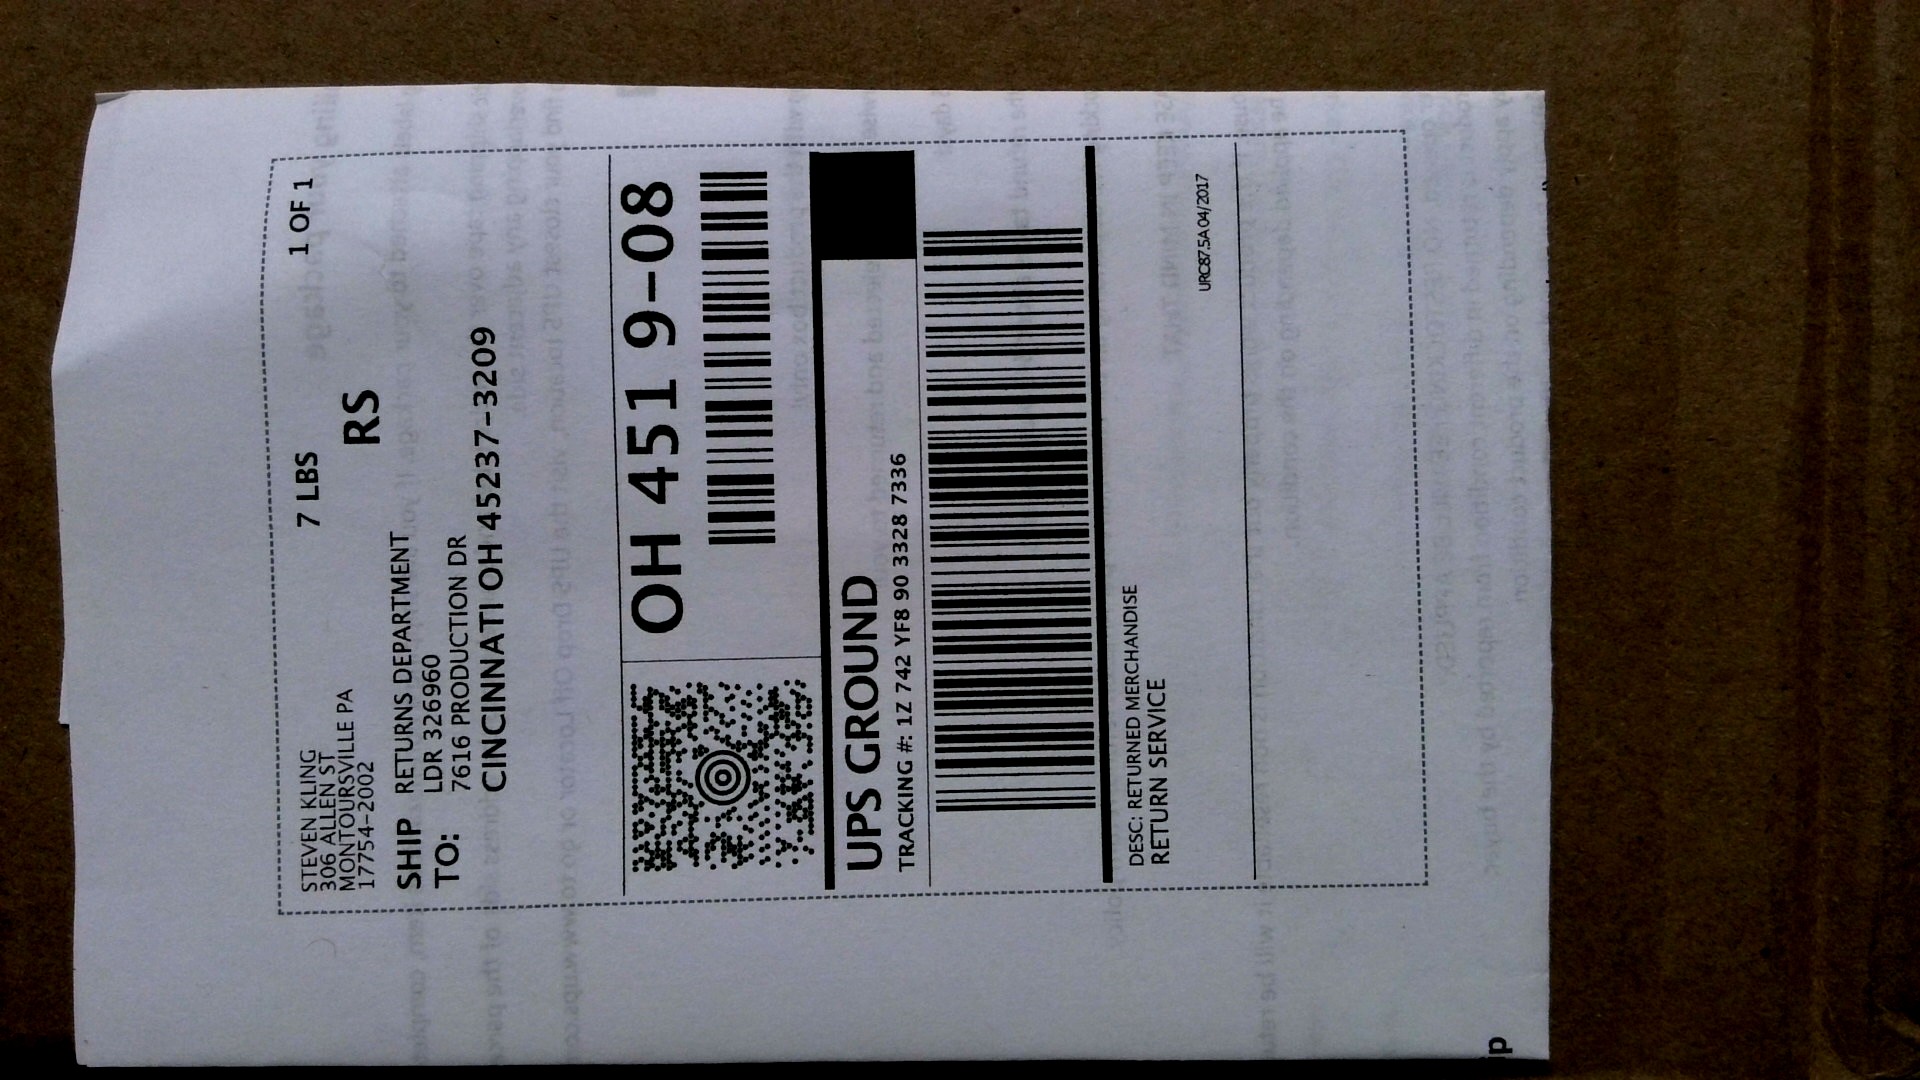 STEVEN KLING
306 ALLEN ST
MONTOURSVILLE PA
17754-2002
7 LBS
1 OF 1
RS
SHIP TO:
RETURNS DEPARTMENT
LDR 326960
7616 PRODUCTION DR
CINCINNATI OH 45237-3209
OH 451 9-08
UPS GROUND
TRACKING #: 1Z 742 YF8 90 3328 7336
DESC: RETURNED MERCHANDISE
RETURN SERVICE
URC87.5A 04/2017